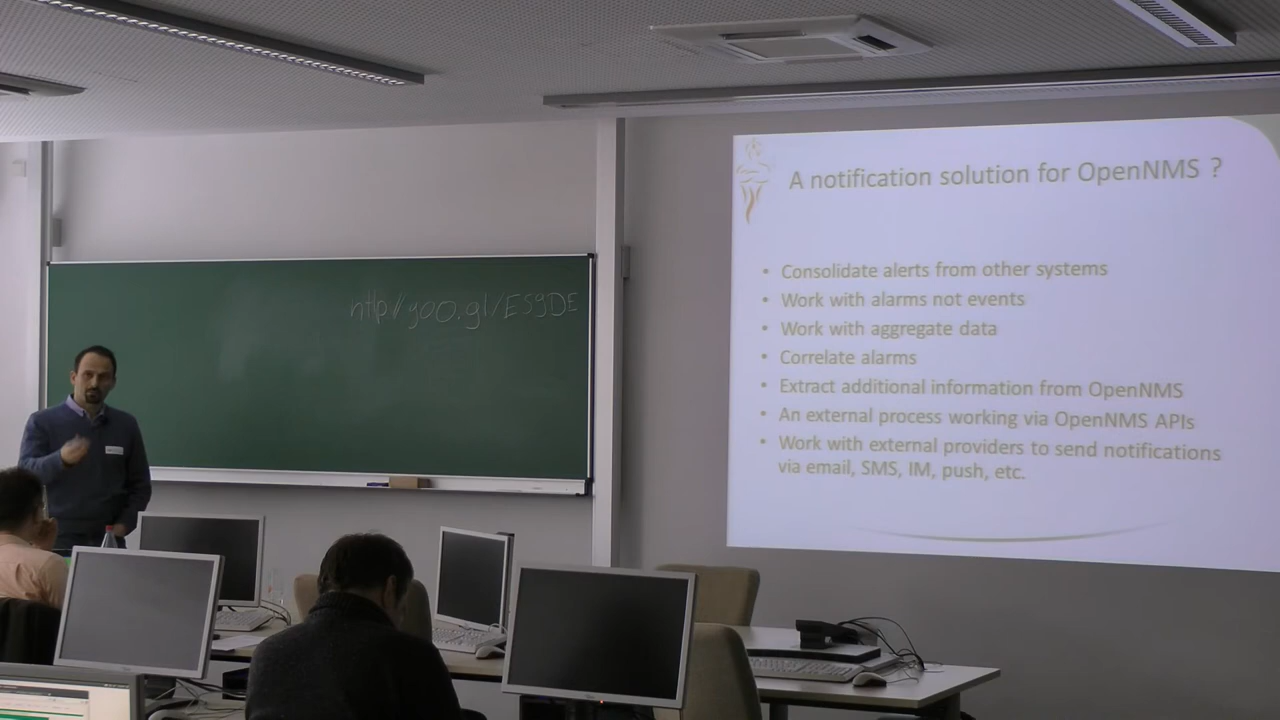 http//goo.gl/ES9DE
A notification solution for OpenNMS ?
• Consolidate alerts from other systems
• Work with alarms not events
• Work with aggregate data
• Correlate alarms
• Extract additional information from OpenNMS
• An external process working via OpenNMS APIs
• Work with external providers to send notifications
via email, SMS, IM, push, etc.